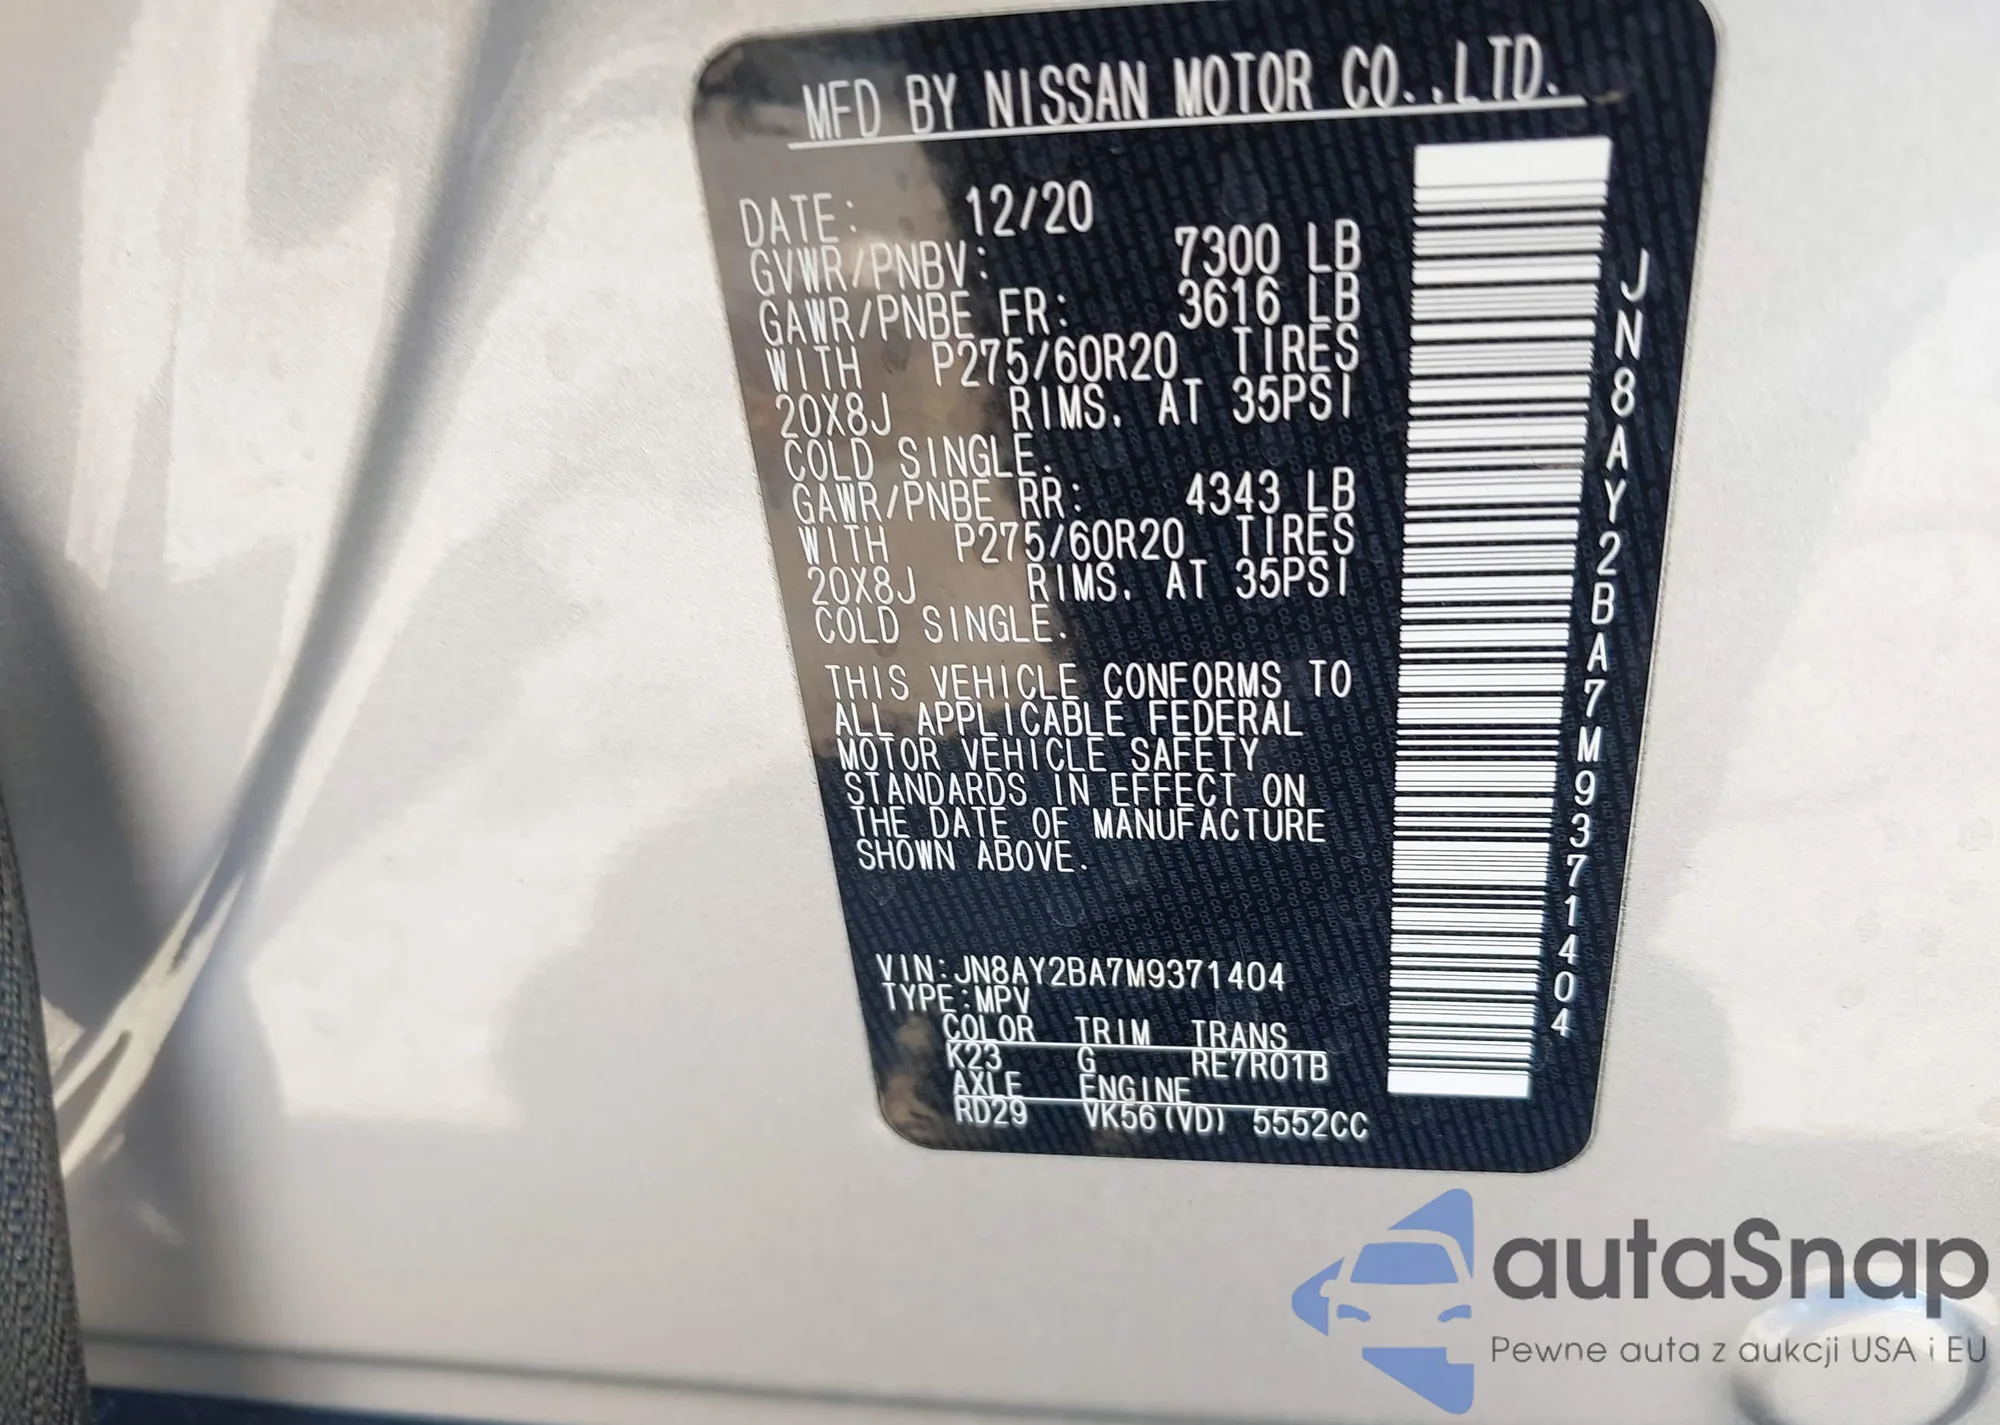 MFD BY NISSAN MOTOR CO.,LTD.
DATE: 12/20
GVWR/PNBV: 7300 LB
GAWR/PNBE FR: 3616 LB
WITH P275/60R20 TIRES
20X8J RIMS. AT 35PSI
COLD SINGLE.
GAWR/PNBE RR: 4343 LB
WITH P275/60R20 TIRES
20X8J RIMS. AT 35PSI
COLD SINGLE.
THIS VEHICLE CONFORMS TO
ALL APPLICABLE FEDERAL
MOTOR VEHICLE SAFETY
STANDARDS IN EFFECT ON
THE DATE OF MANUFACTURE
SHOWN ABOVE.
VIN:JN8AY2BA7M9371404
TYPE:MPV
COLOR TRIM TRANS
K23 G RE7R01B
AXLE ENGINE
RD29 VK56(VD) 5552CC
JN8AY2BA7M9371404
autaSnap
Pewne auta z aukcji USA i EU